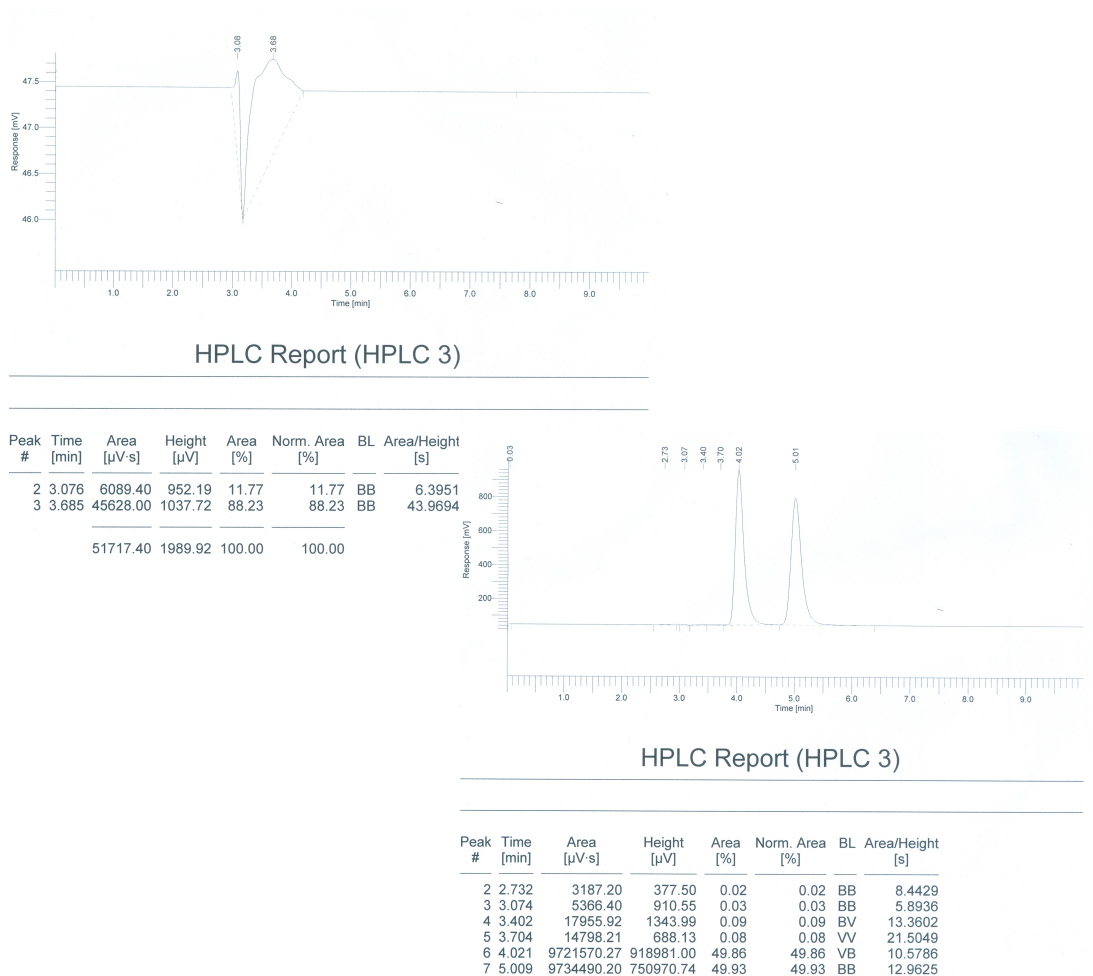 3.08
3.68
47.5
47.0
46.5
46.0
Response [mV]
1.0 2.0 3.0 4.0 5.0 6.0 7.0 8.0 9.0
Time [min]
HPLC Report (HPLC 3)
Peak Time Area Height Area Norm. Area BL Area/Height
# [min] [µV·s] [µV] [%] [%] [s]
2 3.076 6089.40 952.19 11.77 11.77 BB 6.3951
3 3.685 45628.00 1037.72 88.23 88.23 BB 43.9694
51717.40 1989.92 100.00 100.00
0.03
2.73
3.07
3.40
3.70
4.02
5.01
800
600
400
200
Response [mV]
1.0 2.0 3.0 4.0 5.0 6.0 7.0 8.0 9.0
Time [min]
HPLC Report (HPLC 3)
Peak Time Area Height Area Norm. Area BL Area/Height
# [min] [µV·s] [µV] [%] [%] [s]
2 2.732 3187.20 377.50 0.02 0.02 BB 8.4429
3 3.074 5366.40 910.55 0.03 0.03 BB 5.8936
4 3.402 17955.92 1343.99 0.09 0.09 BV 13.3602
5 3.704 14798.21 688.13 0.08 0.08 VV 21.5049
6 4.021 9721570.27 918981.00 49.86 49.86 VB 10.5786
7 5.009 9734490.20 750970.74 49.93 49.93 BB 12.9625